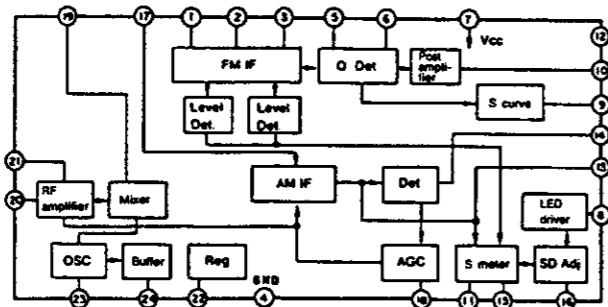 19 17 1 2 3 5 6 7 12
Vcc
FM IF
Q Det
Post
ampli-
fier
10
Level
Det.
Level
Det
S curve
9
14
21
13
AM IF
Det
20
RF
amplifier
Mixer
LED
driver
8
OSC
Buffer
Reg
GND
AGC
S meter
SD Adj
23 24 22 4 18 11 15 16